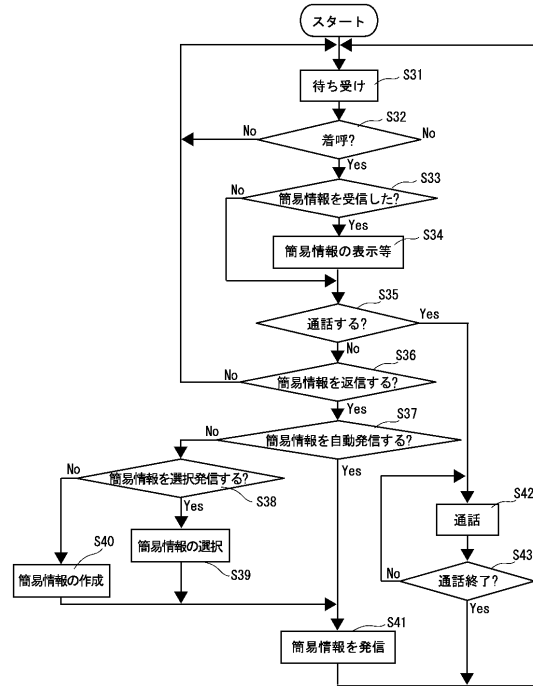 スタート
待ち受け
S31
着呼?
S32
No
No
Yes
簡易情報を受信した?
S33
No
Yes
簡易情報の表示等
S34
通話する?
S35
Yes
No
簡易情報を返信する?
S36
No
Yes
簡易情報を自動発信する?
S37
No
Yes
簡易情報を選択発信する?
S38
No
Yes
簡易情報の選択
S39
簡易情報の作成
S40
簡易情報を発信
S41
通話
S42
通話終了?
S43
No
Yes